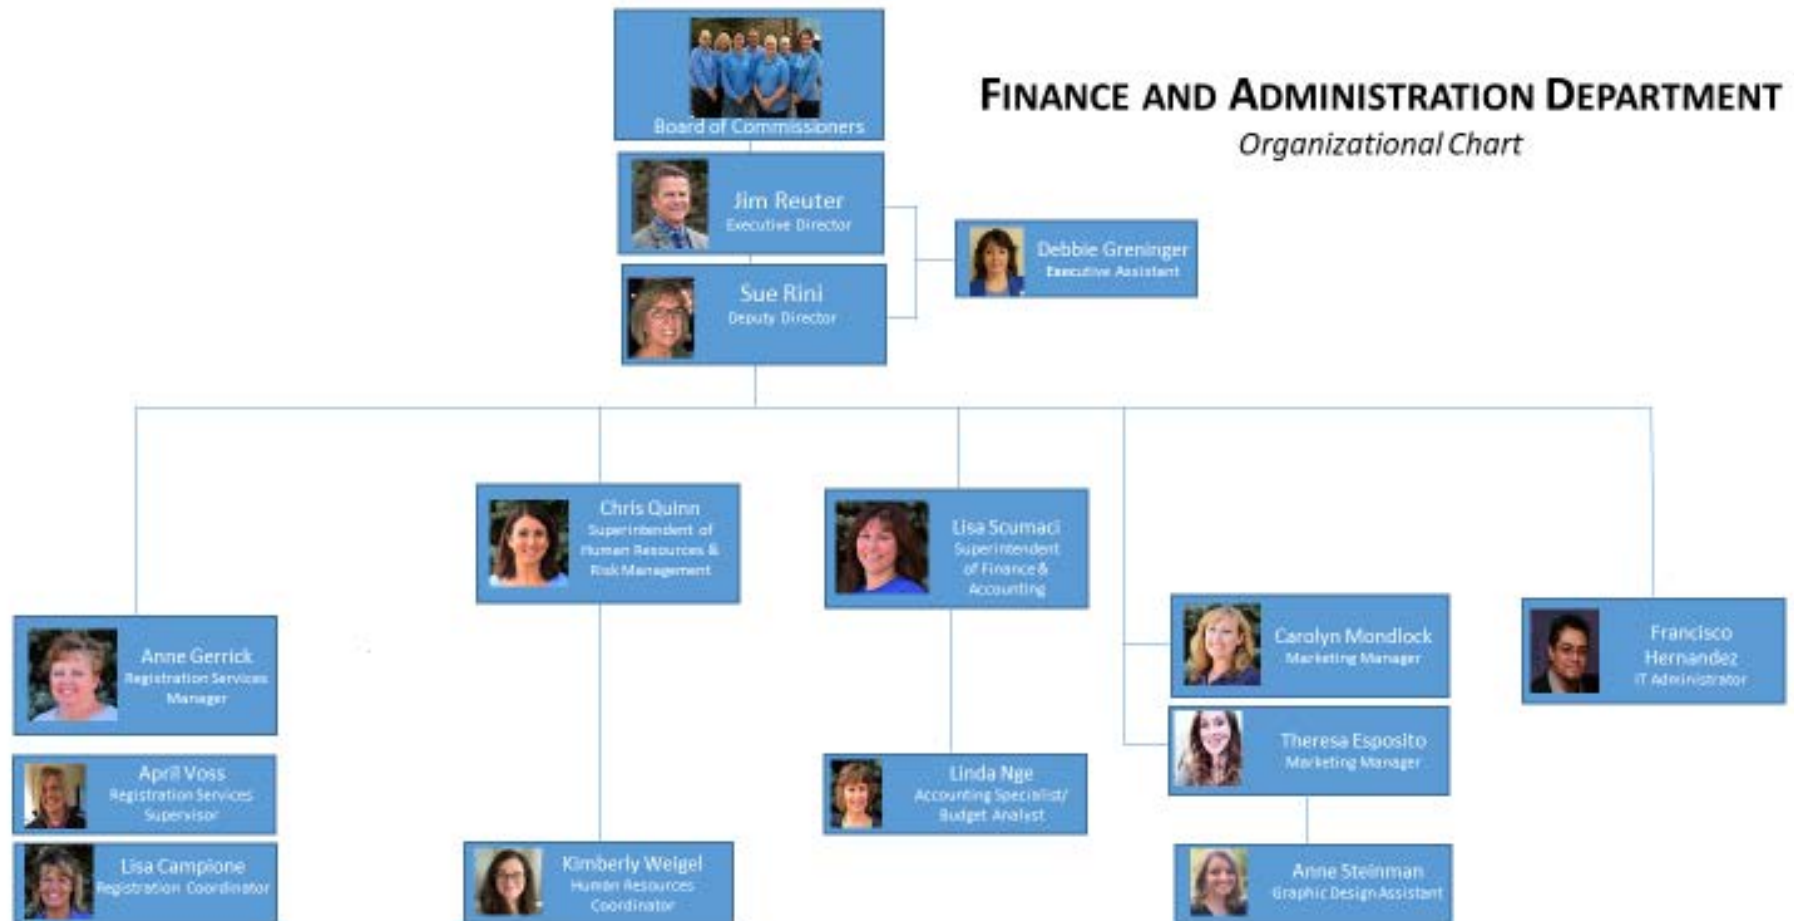 FINANCE AND ADMINISTRATION DEPARTMENT
Organizational Chart
Board of Commissioners
Jim Reuter
Executive Director
Debbie Greninger
Executive Assistant
Sue Rini
Deputy Director
Chris Quinn
Superintendent of
Human Resources &
Risk Management
Lisa Scumaci
Superintendent
of Finance &
Accounting
Carolyn Mondlock
Marketing Manager
Francisco
Hernandez
IT Administrator
Anne Gerrick
Registration Services
Manager
Theresa Esposito
Marketing Manager
April Voss
Registration Services
Supervisor
Linda Nge
Accounting Specialist/
Budget Analyst
Lisa Campione
Registration Coordinator
Kimberly Weigel
Human Resources
Coordinator
Anne Steinman
Graphic Design Assistant